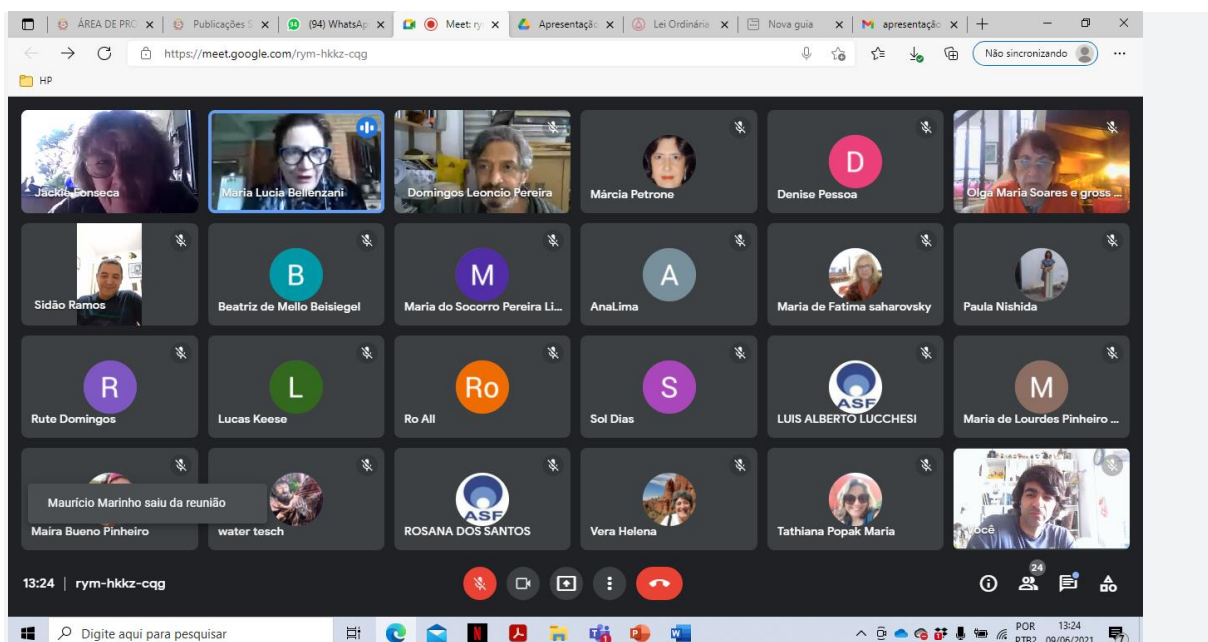 ÁREA DE PRO
Publicações S
(94) WhatsAp
Meet: ry
Apresentação
Lei Ordinária
Nova guia
apresentação
https://meet.google.com/rym-hkkz-cqg
Não sincronizando
HP
Jackie Fonseca
Maria Lucia Bellenzani
Domingos Leoncio Pereira
Márcia Petrone
D
Denise Pessoa
Olga Maria Soares e gross ...
Sidão Ramos
B
Beatriz de Mello Beisiegel
M
Maria do Socorro Pereira Li...
A
AnaLima
Maria de Fatima saharovsky
Paula Nishida
R
Rute Domingos
L
Lucas Keese
Ro
Ro All
S
Sol Dias
ASF
LUIS ALBERTO LUCCHESI
M
Maria de Lourdes Pinheiro ...
Maurício Marinho saiu da reunião
Maira Bueno Pinheiro
water tesch
ASF
ROSANA DOS SANTOS
Vera Helena
Tathiana Popak Maria
Você
13:24 | rym-hkkz-cqg
24
Digite aqui para pesquisar
POR
PTB2
13:24
09/06/2021